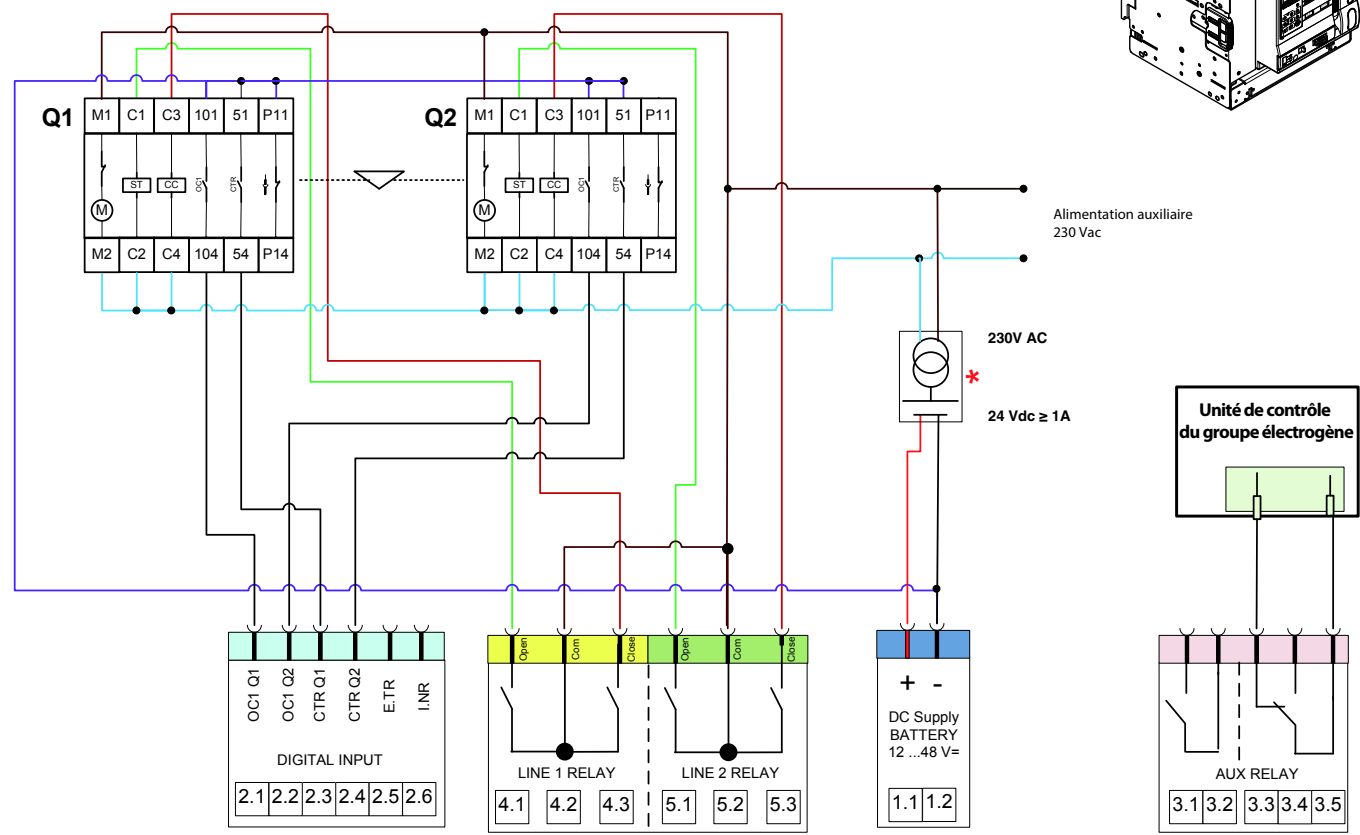 Q1
M1 C1 C3 101 51 P11
ST CC OC1 CTR
M
M2 C2 C4 104 54 P14
Q2
M1 C1 C3 101 51 P11
ST CC OC1 CTR
M
M2 C2 C4 104 54 P14
Alimentation auxiliaire
230 Vac
230V AC
*
24 Vdc ≥ 1A
Unité de contrôle
du groupe électrogène
OC1 Q1
OC1 Q2
CTR Q1
CTR Q2
E.TR
I.NR
DIGITAL INPUT
2.1 2.2 2.3 2.4 2.5 2.6
Open Com Close
Open Com Close
LINE 1 RELAY
4.1 4.2 4.3
LINE 2 RELAY
5.1 5.2 5.3
+ -
DC Supply
BATTERY
12 ...48 V=
1.1 1.2
AUX RELAY
3.1 3.2 3.3 3.4 3.5